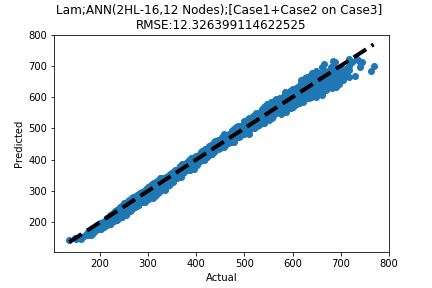 Lam;ANN(2HL-16,12 Nodes);[Case1+Case2 on Case3]
RMSE:12.326399114622525
800
700
600
500
400
300
200
Predicted
200 300 400 500 600 700 800
Actual